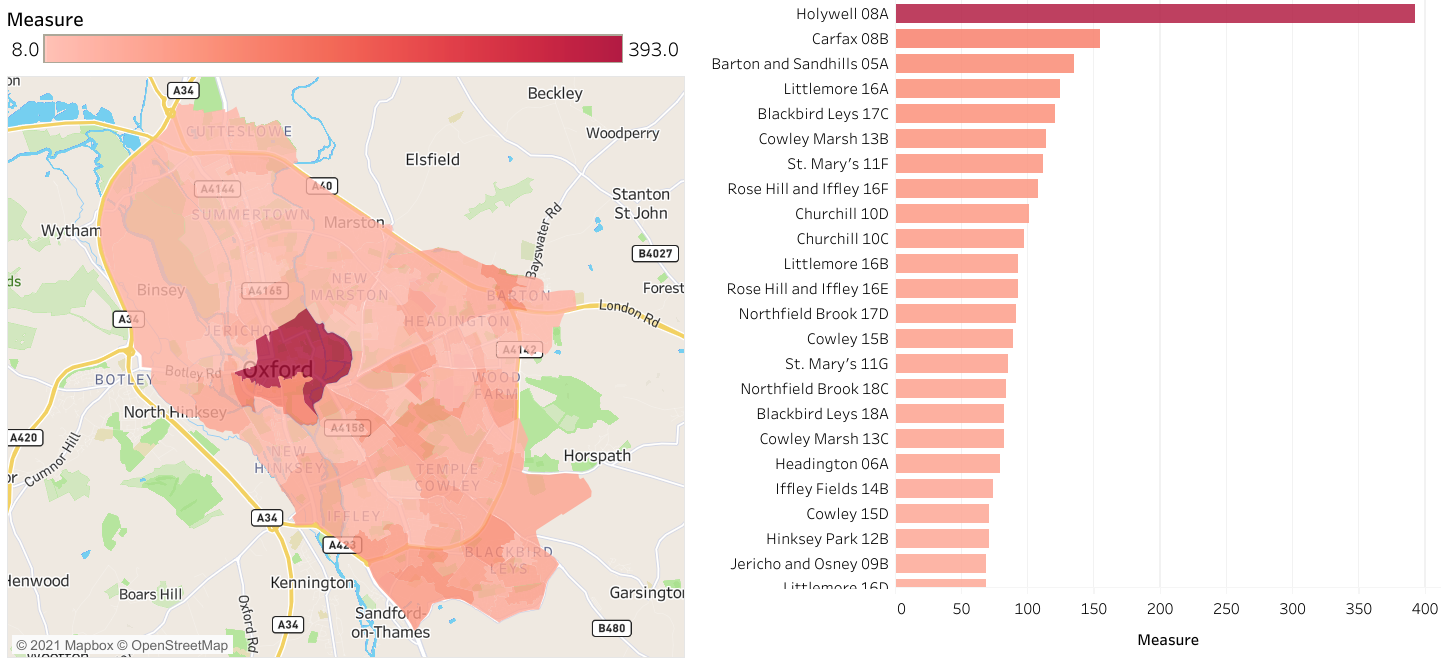 Measure
8.0
393.0
A34
Beckley
CUTTESLOWE
Woodperry
Elsfield
A4144
A40
Stanton
St John
SUMMERTOWN
Marston
Wytham
Bayswater Rd
B4027
ds
NEW
MARSTON
Binsey
A4165
BARTON
Forest
London Rd
A34
JERICHO
HEADINGTON
A4142
Oxford
Botley Rd
BOTLEY
WOOD
FARM
North Hinksey
A4158
A420
Cumnor Hill
NEW
HINKSEY
Horspath
TEMPLE
COWLEY
or
A34
IFFLEY
A423
BLACKBIRD
LEYS
Henwood
Kennington
Boars Hill
Garsington
Oxford Rd
Sandford-
on-Thames
A34
B480
© 2021 Mapbox © OpenStreetMap
Holywell 08A
Carfax 08B
Barton and Sandhills 05A
Littlemore 16A
Blackbird Leys 17C
Cowley Marsh 13B
St. Mary's 11F
Rose Hill and Iffley 16F
Churchill 10D
Churchill 10C
Littlemore 16B
Rose Hill and Iffley 16E
Northfield Brook 17D
Cowley 15B
St. Mary's 11G
Northfield Brook 18C
Blackbird Leys 18A
Cowley Marsh 13C
Headington 06A
Iffley Fields 14B
Cowley 15D
Hinksey Park 12B
Jericho and Osney 09B
Littlemore 16D
0 50 100 150 200 250 300 350 400
Measure